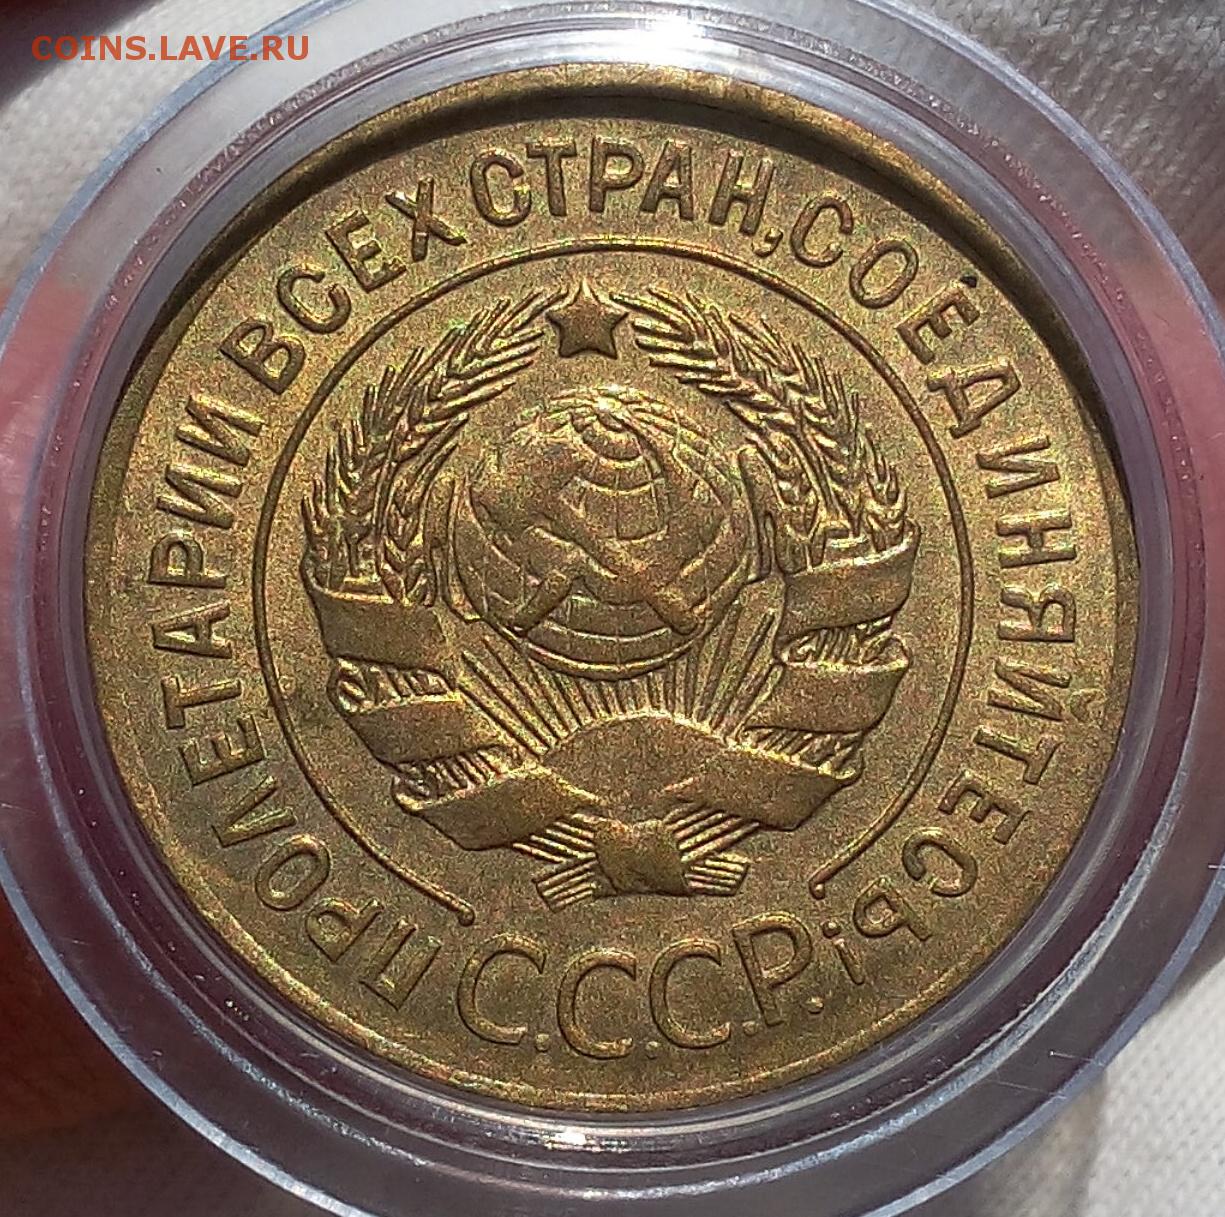 COINS.LAVE.RU
ПРОЛЕТАРИИ ВСЕХ СТРАН, СОЕДИНЯЙТЕСЬ!
С.С.С.Р.